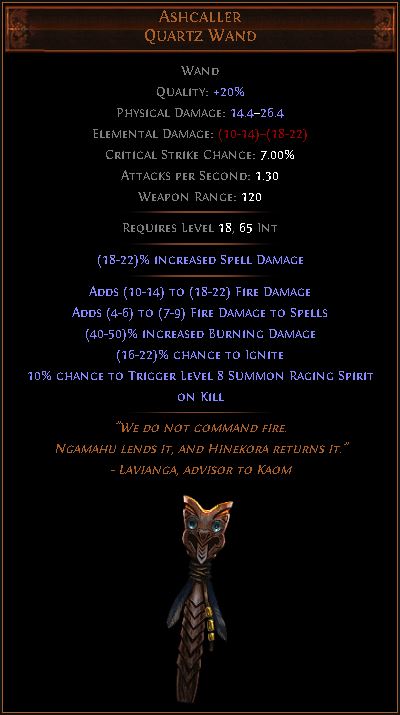 Ashcaller
Quartz Wand
Wand
Quality: +20%
Physical Damage: 14.4–26.4
Elemental Damage: (10-14)–(18-22)
Critical Strike Chance: 7.00%
Attacks per Second: 1.30
Weapon Range: 120
Requires Level 18, 65 Int
(18-22)% increased Spell Damage
Adds (10-14) to (18-22) Fire Damage
Adds (4-6) to (7-9) Fire Damage to Spells
(40-50)% increased Burning Damage
(16-22)% chance to Ignite
10% chance to Trigger Level 8 Summon Raging Spirit
on Kill
"We do not command fire.
Ngamahu lends it, and Hinekora returns it."
- Lavianga, advisor to Kaom